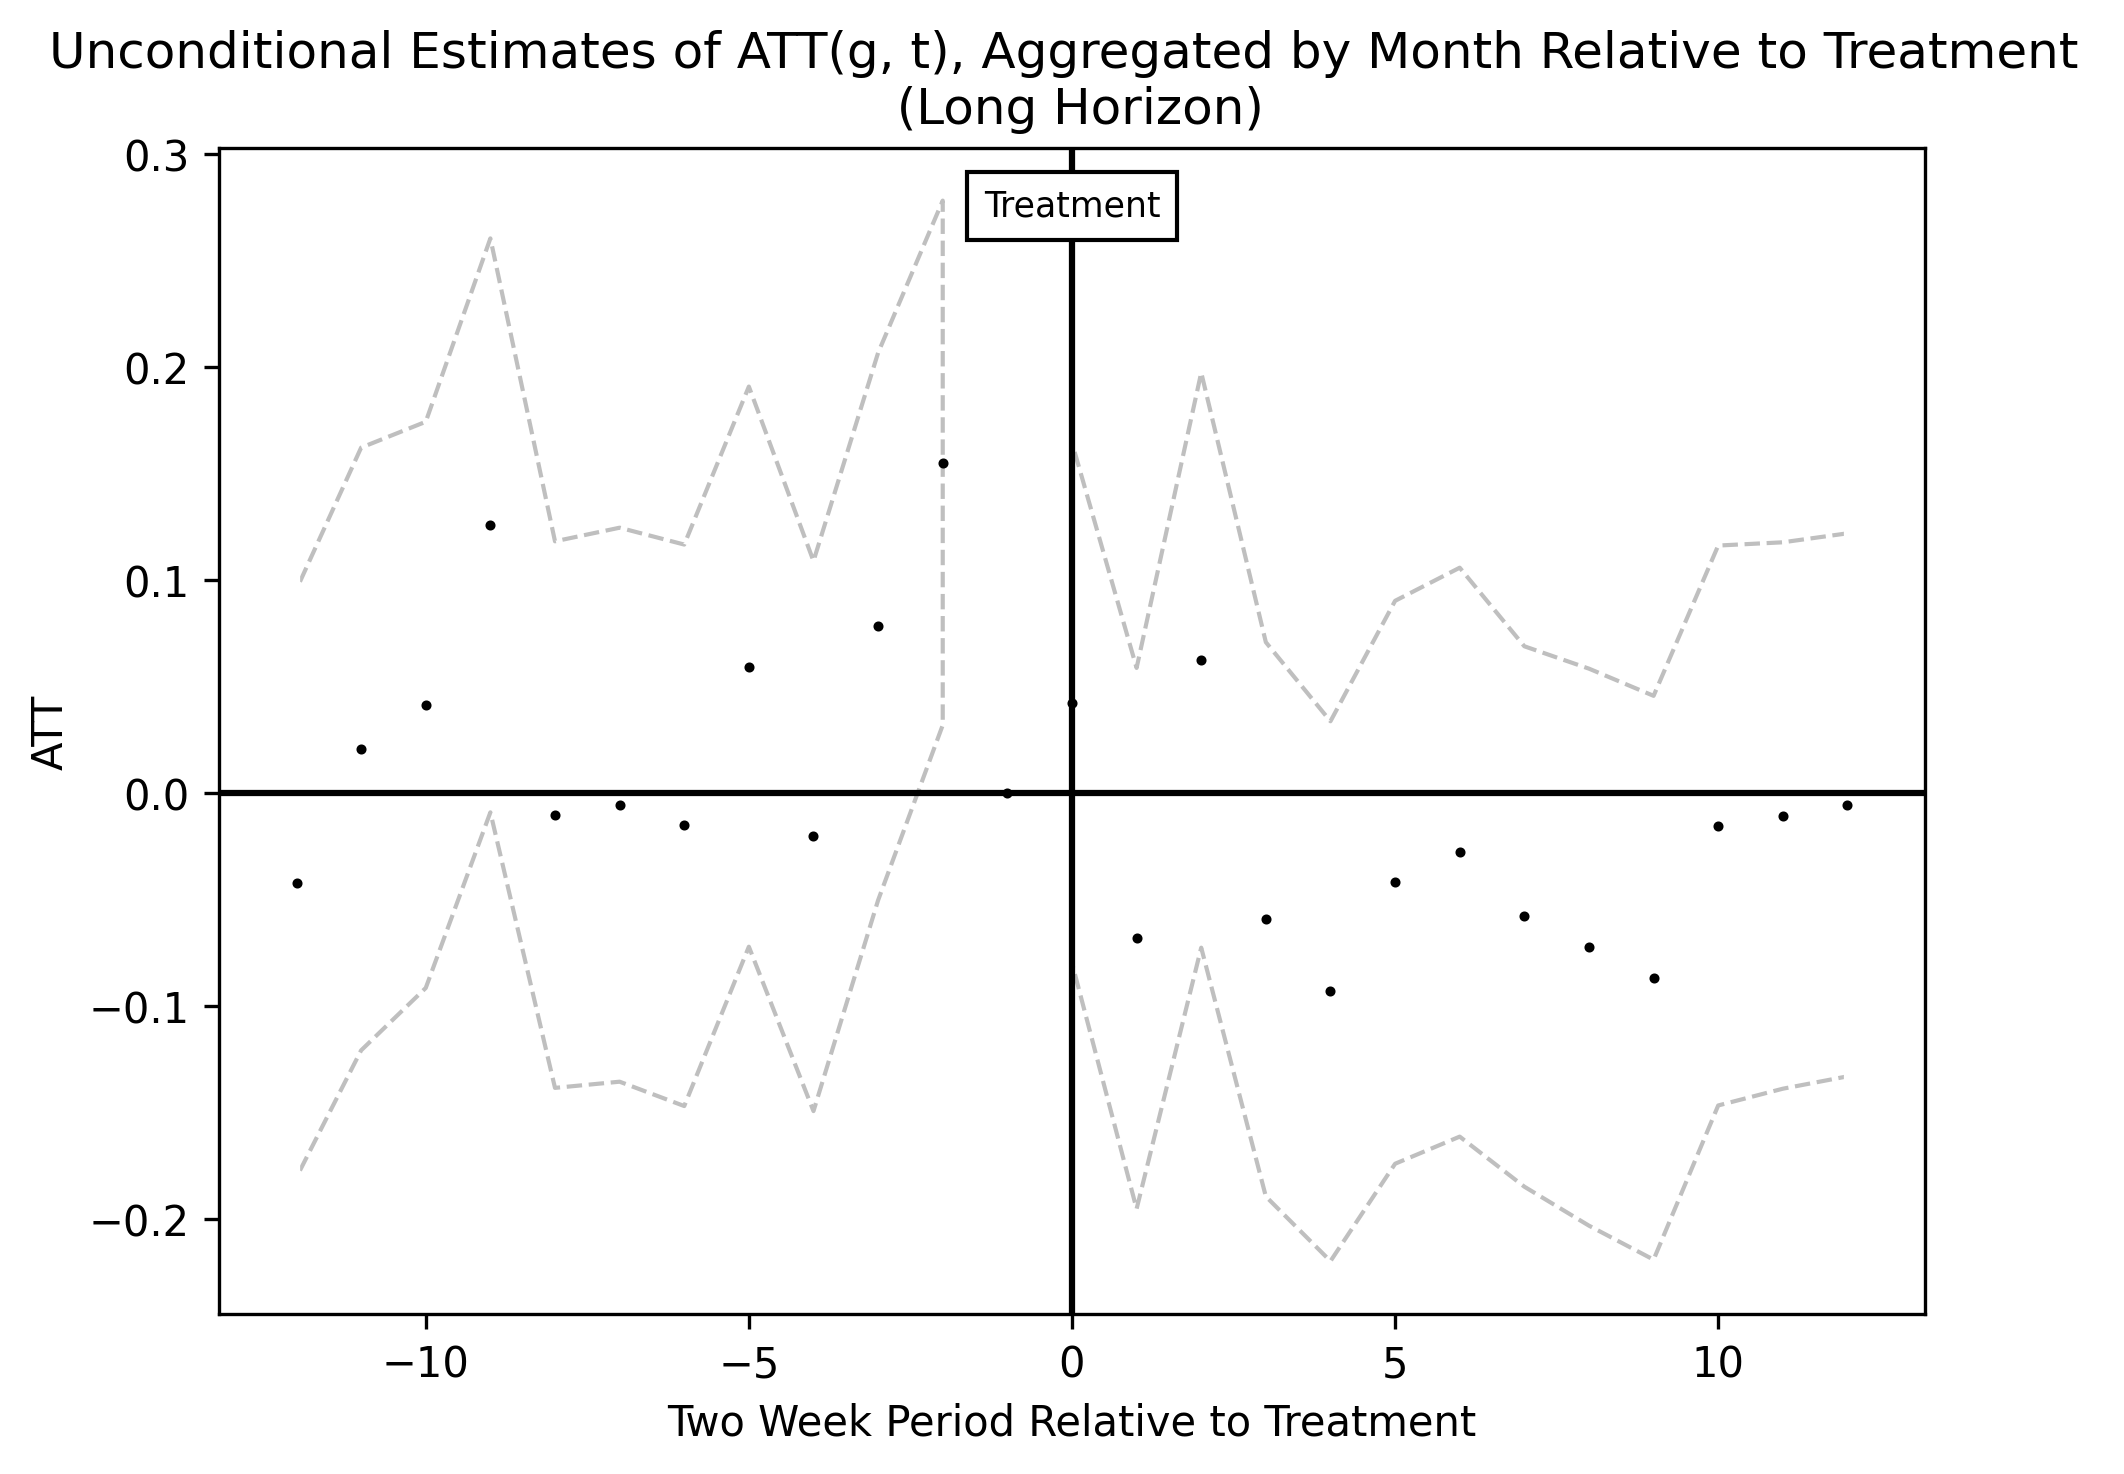 Unconditional Estimates of ATT(g, t), Aggregated by Month Relative to Treatment
(Long Horizon)
Treatment
ATT
0.3
0.2
0.1
0.0
−0.1
−0.2
−10
−5
0
5
10
Two Week Period Relative to Treatment